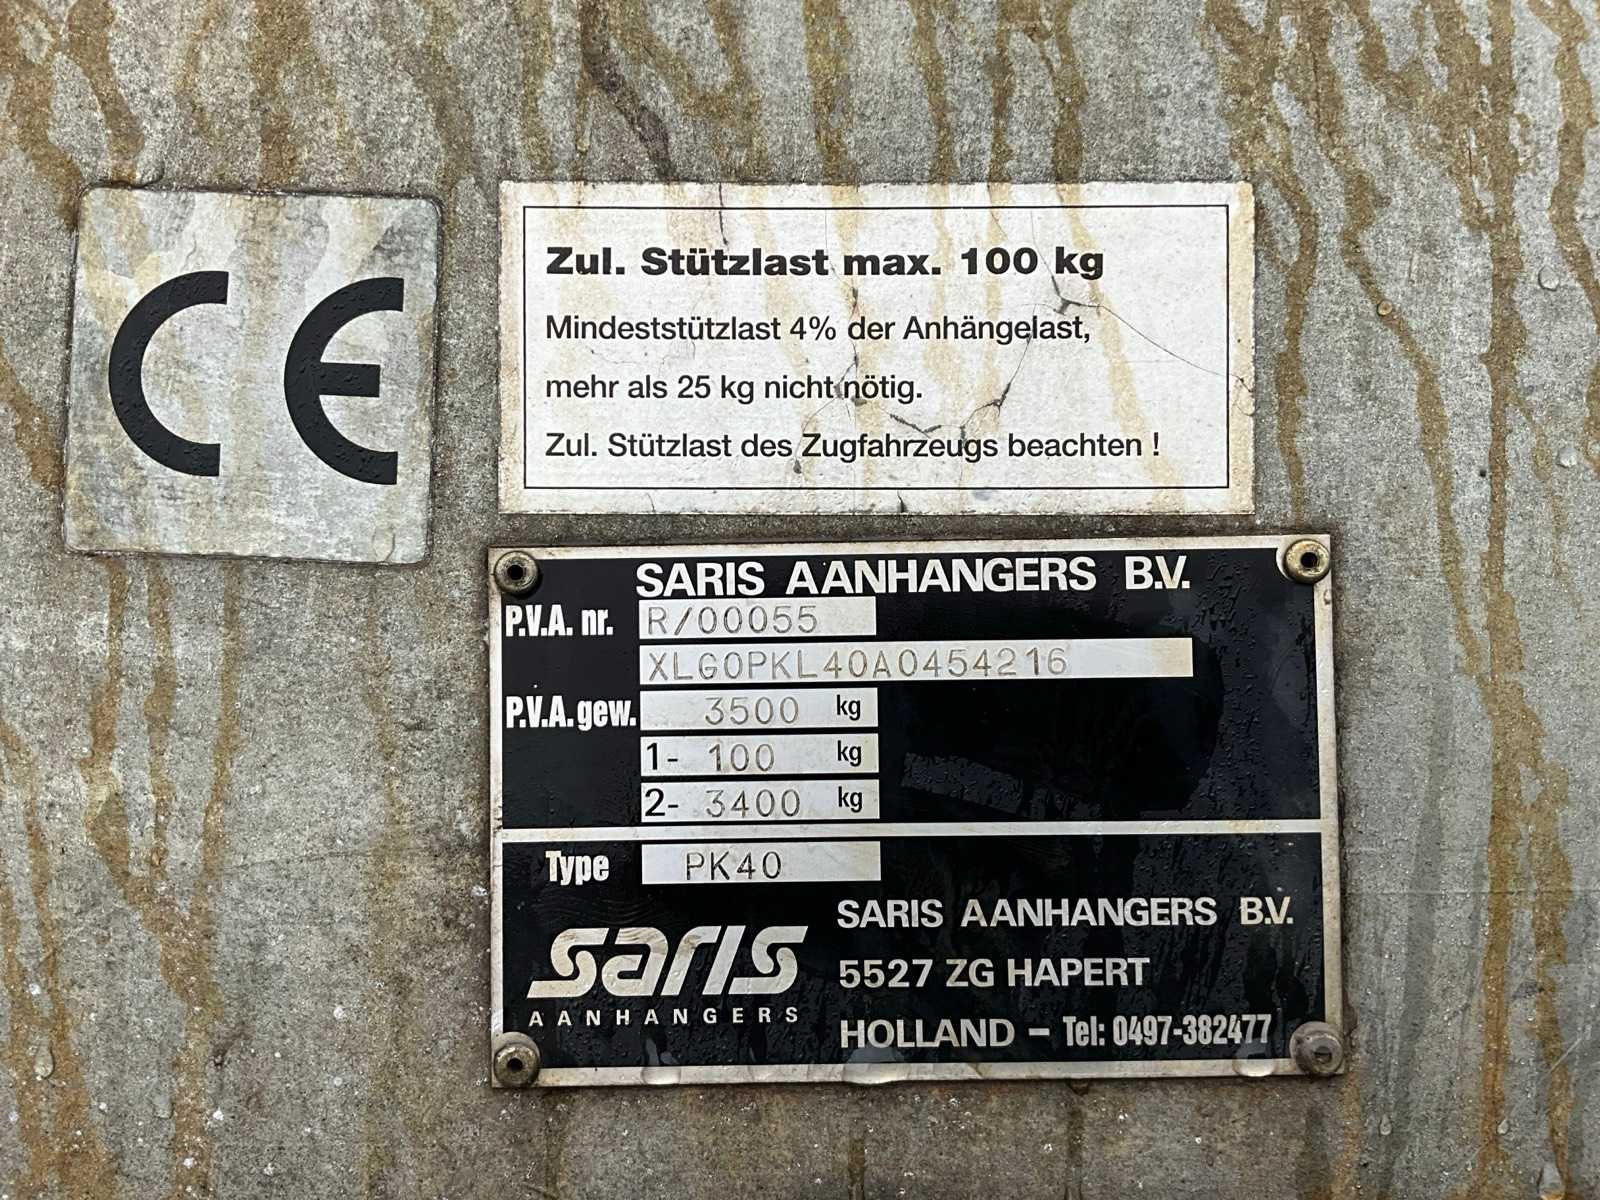 CE
Zul. Stützlast max. 100 kg
Mindeststützlast 4% der Anhängelast,
mehr als 25 kg nicht nötig.
Zul. Stützlast des Zugfahrzeugs beachten !
SARIS AANHANGERS B.V.
P.V.A. nr. R/00055
XLG0PKL40A0454216
P.V.A. gew. 3500 kg
1- 100 kg
2- 3400 kg
Type PK40
saris
AANHANGERS
SARIS AANHANGERS B.V.
5527 ZG HAPERT
HOLLAND – Tel: 0497-382477